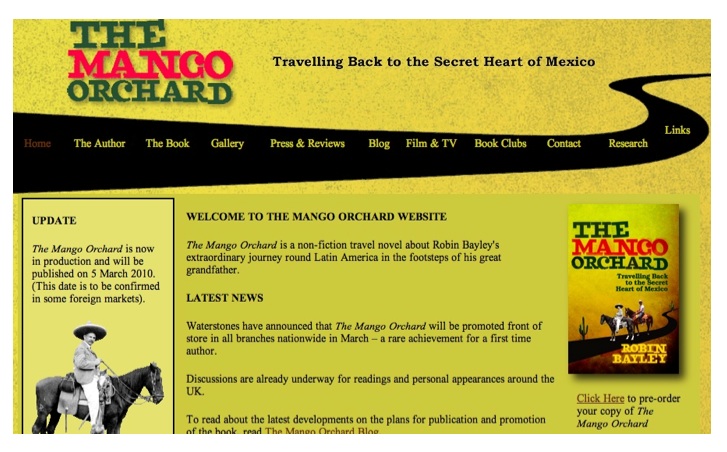 THE
MANGO
ORCHARD
Travelling Back to the Secret Heart of Mexico
Home The Author The Book Gallery Press & Reviews Blog Film & TV Book Clubs Contact Research Links
UPDATE
The Mango Orchard is now
in production and will be
published on 5 March 2010.
(This date is to be confirmed
in some foreign markets).
WELCOME TO THE MANGO ORCHARD WEBSITE
The Mango Orchard is a non-fiction travel novel about Robin Bayley's
extraordinary journey round Latin America in the footsteps of his great
grandfather.
LATEST NEWS
Waterstones have announced that The Mango Orchard will be promoted front of
store in all branches nationwide in March – a rare achievement for a first time
author.
Discussions are already underway for readings and personal appearances around the
UK.
To read about the latest developments on the plans for publication and promotion
of the book, read The Mango Orchard Blog.
THE
MANGO
ORCHARD
Travelling Back
to the Secret
Heart of Mexico
ROBIN
BAYLEY
Click Here to pre-order
your copy of The
Mango Orchard